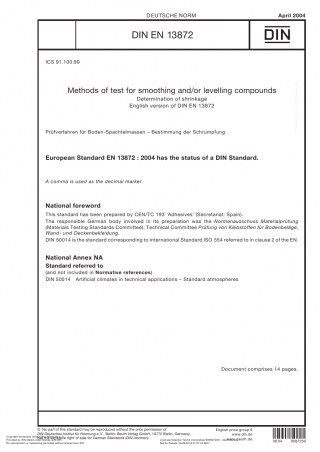 DEUTSCHE NORM
April 2004
DIN EN 13872
DIN
ICS 91.100.99
Methods of test for smoothing and/or levelling compounds
Determination of shrinkage
English version of DIN EN 13872
Prüfverfahren für Boden-Spachtelmassen – Bestimmung der Schrumpfung
European Standard EN 13872 : 2004 has the status of a DIN Standard.
A comma is used as the decimal marker.
National foreword
This standard has been prepared by CEN/TC 193 'Adhesives' (Secretariat: Spain).
The responsible German body involved in its preparation was the Normenausschuss Materialprüfung
(Materials Testing Standards Committee), Technical Committee Prüfung von Klebstoffen für Bodenbeläge,
Wand- und Deckenbekleidung.
DIN 50014 is the standard corresponding to International Standard ISO 554 referred to in clause 2 of the EN.
National Annex NA
Standard referred to
(and not included in Normative references)
DIN 50014 Artificial climates in technical applications – Standard atmospheres
Document comprises 14 pages.
© No part of this standard may be reproduced without the prior permission of
DIN Deutsches Institut für Normung e. V., Berlin. Beuth Verlag GmbH, 10772 Berlin, Germany,
has the exclusive right of sale for German Standards (DIN-Normen).
English price group 9
www.din.de
www.beuth.de